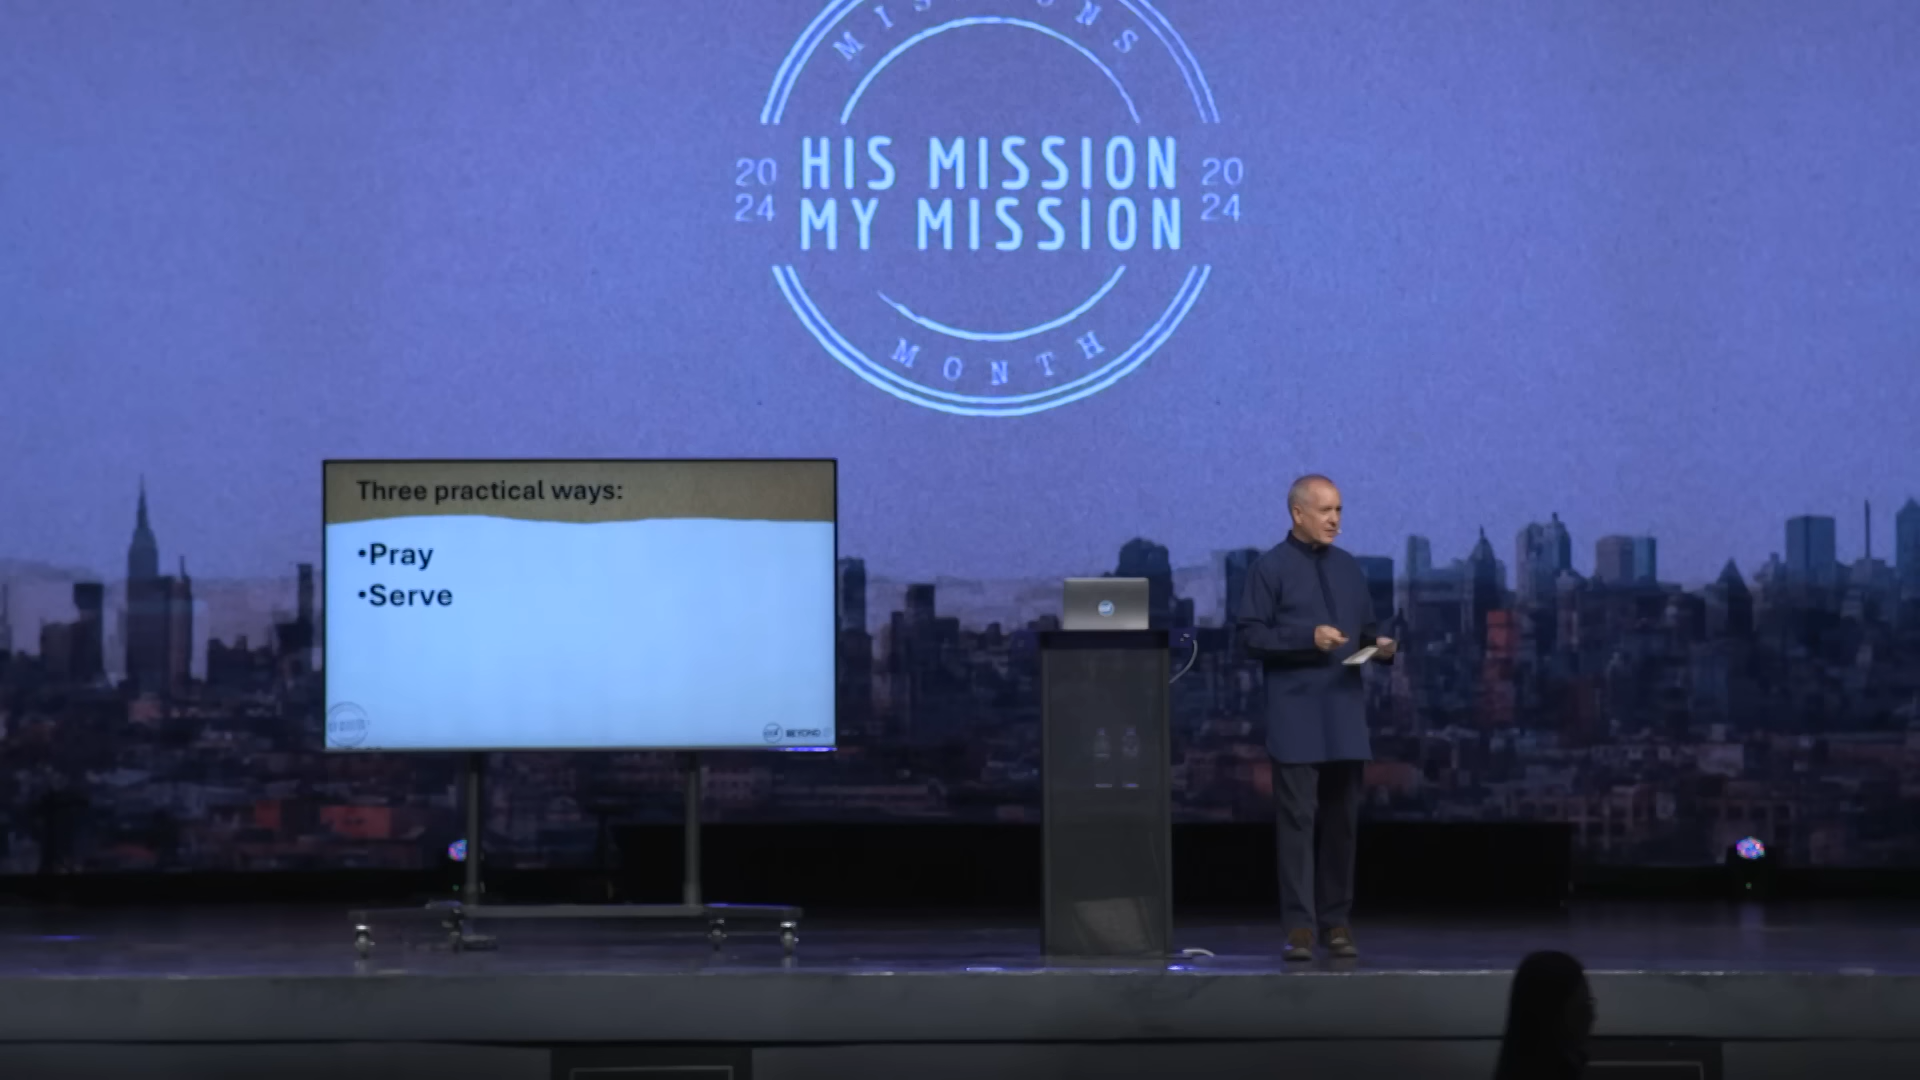 MISSIONS
20 HIS MISSION 20
24 MY MISSION 24
MONTH
Three practical ways:
•Pray
•Serve
BEYOND